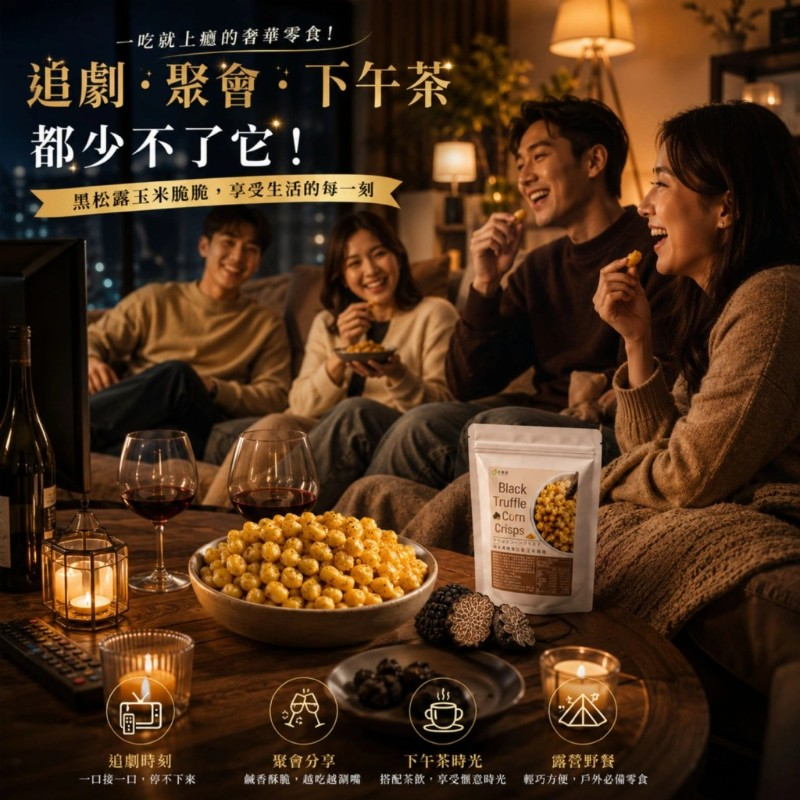 一吃就上癮的奢華零食！
追劇·聚會·下午茶
都少不了它！
黑松露玉米脆脆，享受生活的每一刻
Black
Truffle
Corn
Crisps
追劇時刻
一口接一口，停不下來
聚會分享
鹹香酥脆，越吃越涮嘴
下午茶時光
搭配茶飲，享受愜意時光
露營野餐
輕巧方便，戶外必備零食